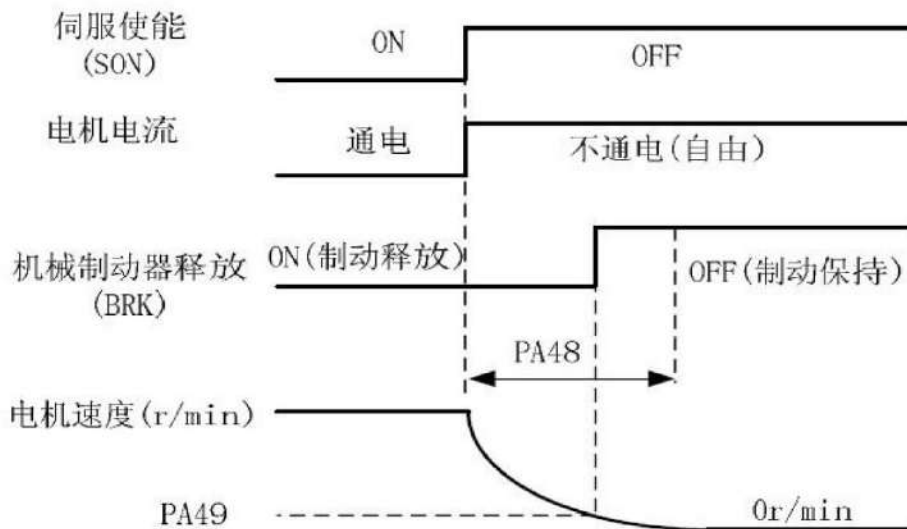 伺服使能
(SON)
ON
OFF
电机电流
通电
不通电(自由)
机械制动器释放
(BRK)
ON(制动释放)
OFF(制动保持)
PA48
电机速度(r/min)
PA49
0r/min